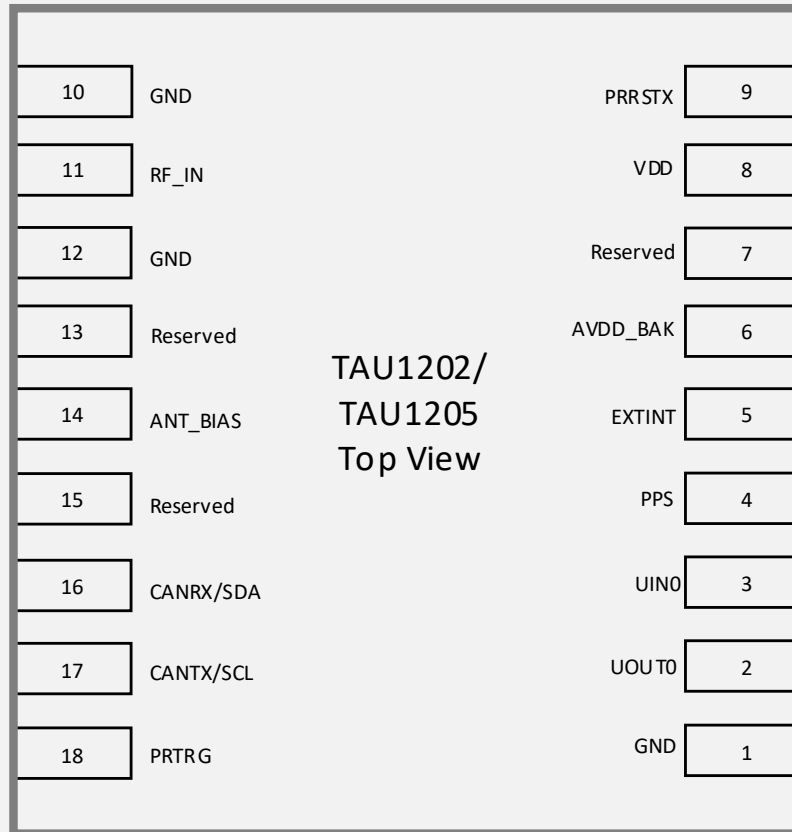 10 GND PRRSTX 9
11 RF_IN VDD 8
12 GND Reserved 7
13 Reserved AVDD_BAK 6
TAU1202/
14 ANT_BIAS TAU1205 EXTINT 5
Top View
15 Reserved PPS 4
16 CANRX/SDA UIN0 3
17 CANTX/SCL UOUT0 2
18 PRTRG GND 1